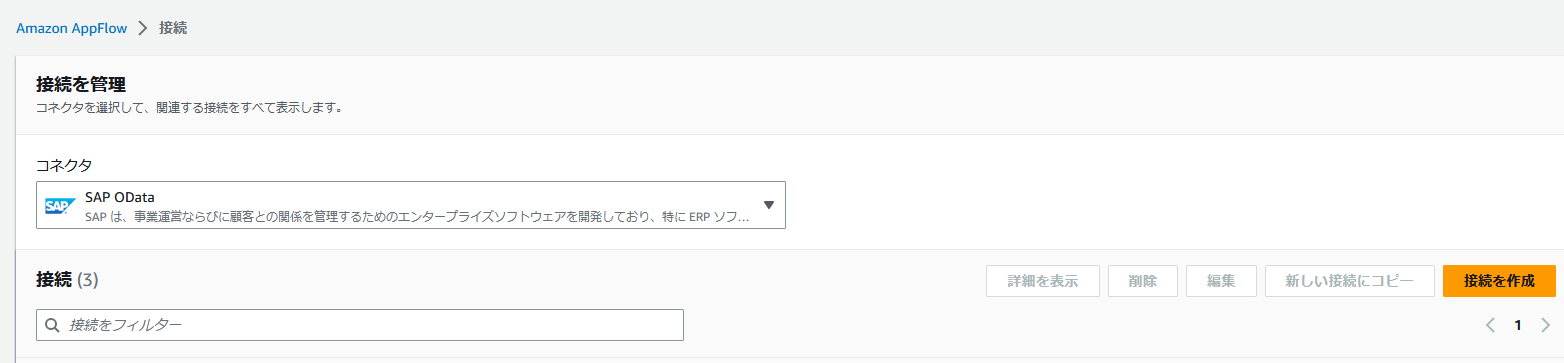 Amazon AppFlow > 接続
接続を管理
コネクタを選択して、関連する接続をすべて表示します。
コネクタ
SAP
SAP OData
SAP は、事業運営ならびに顧客との関係を管理するためのエンタープライズソフトウェアを開発しており、特に ERP ソフ...
接続 (3)
詳細を表示 削除 編集 新しい接続にコピー 接続を作成
接続をフィルター
< 1 >